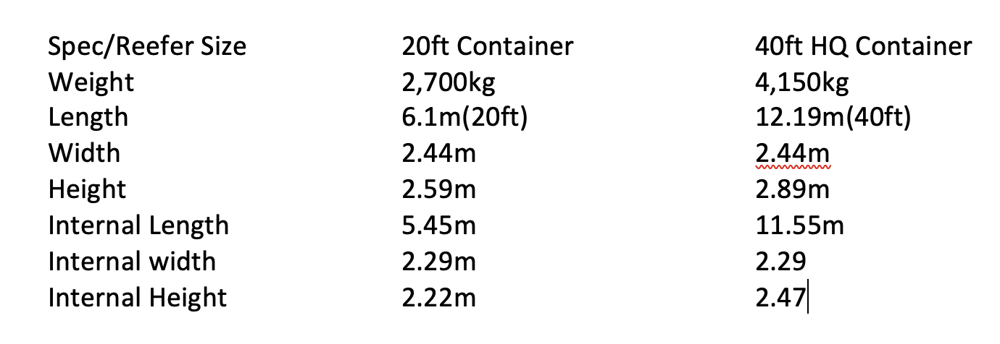 Spec/Reefer Size 20ft Container 40ft HQ Container
Weight 2,700kg 4,150kg
Length 6.1m(20ft) 12.19m(40ft)
Width 2.44m 2.44m
Height 2.59m 2.89m
Internal Length 5.45m 11.55m
Internal width 2.29m 2.29
Internal Height 2.22m 2.47